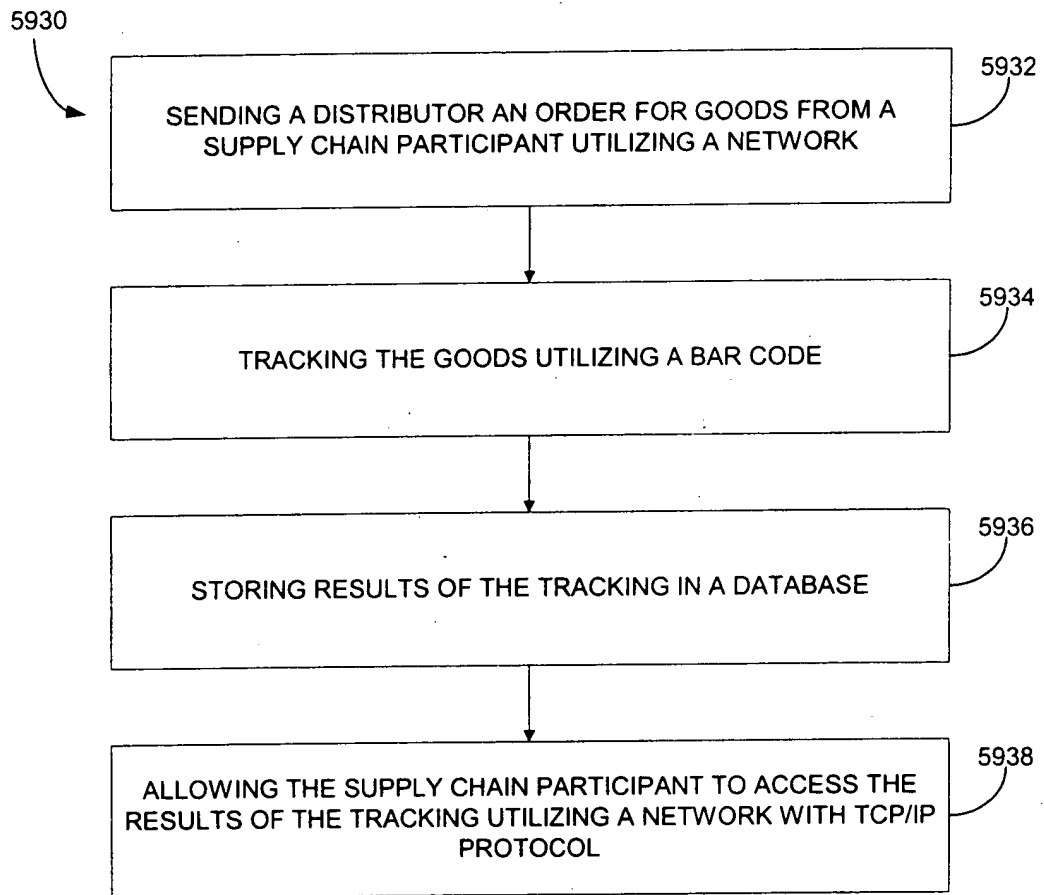 5930
5932
SENDING A DISTRIBUTOR AN ORDER FOR GOODS FROM A
SUPPLY CHAIN PARTICIPANT UTILIZING A NETWORK
5934
TRACKING THE GOODS UTILIZING A BAR CODE
5936
STORING RESULTS OF THE TRACKING IN A DATABASE
5938
ALLOWING THE SUPPLY CHAIN PARTICIPANT TO ACCESS THE
RESULTS OF THE TRACKING UTILIZING A NETWORK WITH TCP/IP
PROTOCOL